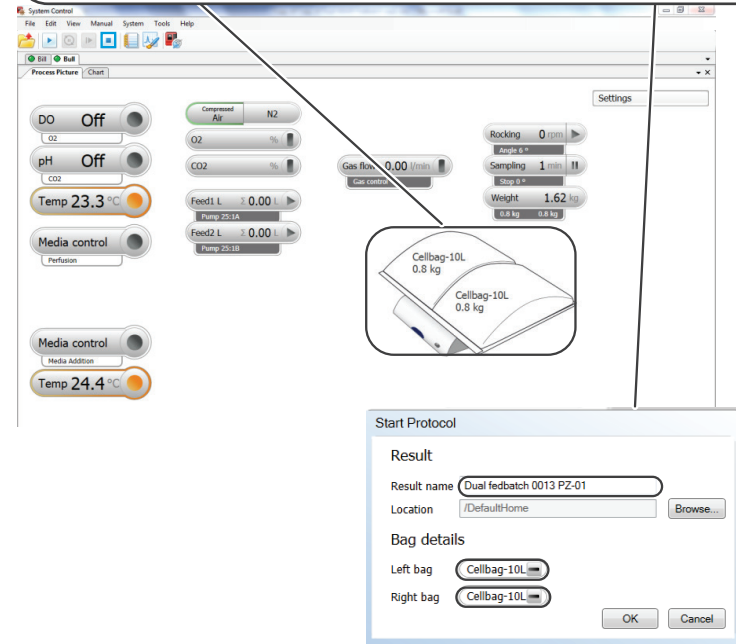 System Control
File Edit View Manual System Tools Help
Bill Bull
Process Picture Chart
Settings
DO Off
O2
pH Off
CO2
Temp 23.3 °C
Media control
Perfusion
Media control
Media Addition
Temp 24.4 °C
Compressed Air N2
O2 %
CO2 %
Feed1 L Σ 0.00 L
Pump 25:1A
Feed2 L Σ 0.00 L
Pump 25:1B
Gas flow 0.00 l/min
Gas control
Rocking 0 rpm
Angle 6 °
Sampling 1 min
Stop 0 °
Weight 1.62 kg
0.8 kg 0.8 kg
Cellbag-10L
0.8 kg
Cellbag-10L
0.8 kg
Start Protocol
Result
Result name Dual fedbatch 0013 PZ-01
Location /DefaultHome Browse...
Bag details
Left bag Cellbag-10L
Right bag Cellbag-10L
OK Cancel